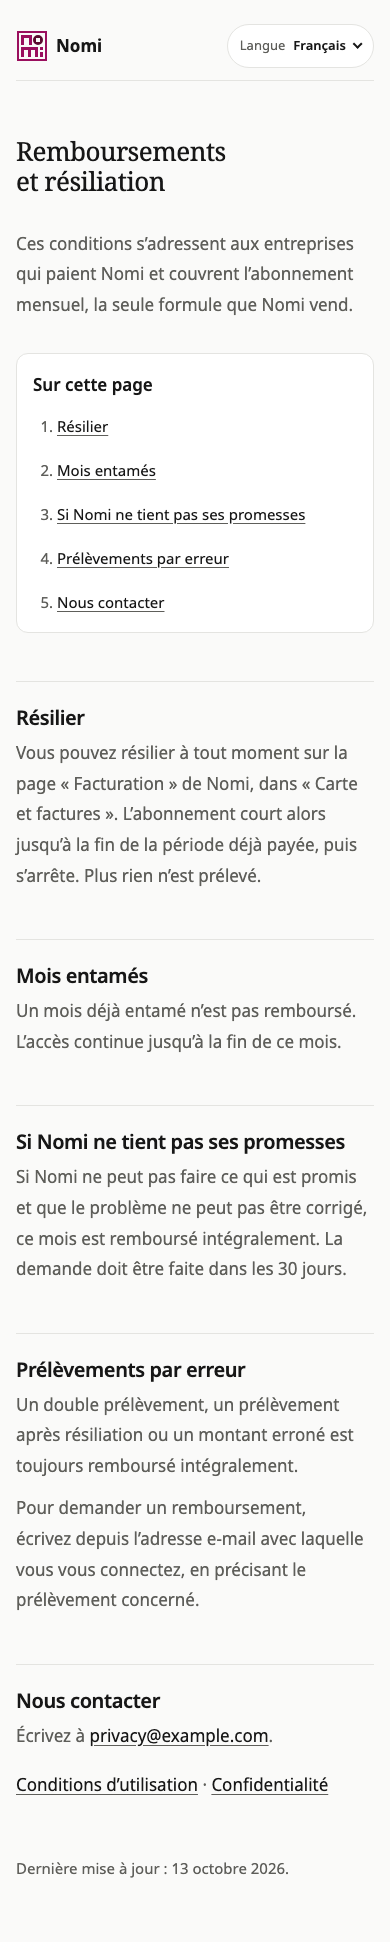 Nomi
Langue Français
Remboursements
et résiliation
Ces conditions s’adressent aux entreprises
qui paient Nomi et couvrent l’abonnement
mensuel, la seule formule que Nomi vend.
Sur cette page
1. Résilier
2. Mois entamés
3. Si Nomi ne tient pas ses promesses
4. Prélèvements par erreur
5. Nous contacter
Résilier
Vous pouvez résilier à tout moment sur la
page « Facturation » de Nomi, dans « Carte
et factures ». L’abonnement court alors
jusqu’à la fin de la période déjà payée, puis
s’arrête. Plus rien n’est prélevé.
Mois entamés
Un mois déjà entamé n’est pas remboursé.
L’accès continue jusqu’à la fin de ce mois.
Si Nomi ne tient pas ses promesses
Si Nomi ne peut pas faire ce qui est promis
et que le problème ne peut pas être corrigé,
ce mois est remboursé intégralement. La
demande doit être faite dans les 30 jours.
Prélèvements par erreur
Un double prélèvement, un prélèvement
après résiliation ou un montant erroné est
toujours remboursé intégralement.
Pour demander un remboursement,
écrivez depuis l’adresse e-mail avec laquelle
vous vous connectez, en précisant le
prélèvement concerné.
Nous contacter
Écrivez à privacy@example.com.
Conditions d’utilisation · Confidentialité
Dernière mise à jour : 13 octobre 2026.